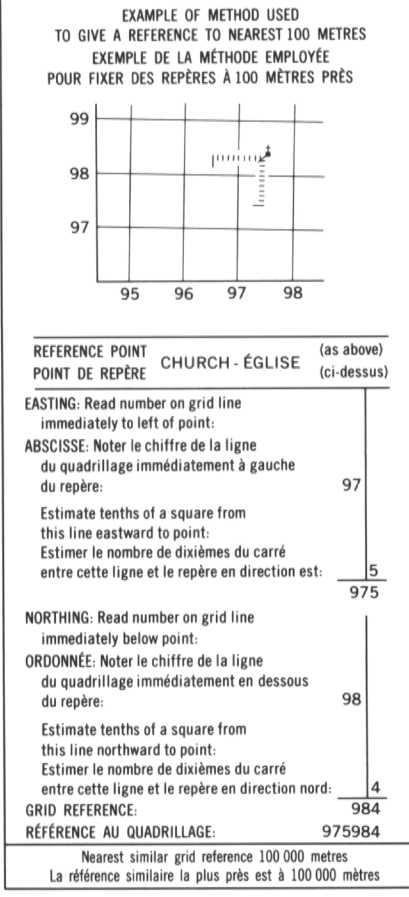 EXAMPLE OF METHOD USED
TO GIVE A REFERENCE TO NEAREST 100 METRES
EXEMPLE DE LA MÉTHODE EMPLOYÉE
POUR FIXER DES REPÈRES À 100 MÈTRES PRÈS
99
98
97
95 96 97 98
REFERENCE POINT
POINT DE REPÈRE
CHURCH - ÉGLISE
(as above)
(ci-dessus)
EASTING: Read number on grid line
immediately to left of point:
ABSCISSE: Noter le chiffre de la ligne
du quadrillage immédiatement à gauche
du repère: 97
Estimate tenths of a square from
this line eastward to point:
Estimer le nombre de dixièmes du carré
entre cette ligne et le repère en direction est: 5
975
NORTHING: Read number on grid line
immediately below point:
ORDONNÉE: Noter le chiffre de la ligne
du quadrillage immédiatement en dessous
du repère: 98
Estimate tenths of a square from
this line northward to point:
Estimer le nombre de dixièmes du carré
entre cette ligne et le repère en direction nord: 4
GRID REFERENCE: 984
RÉFÉRENCE AU QUADRILLAGE: 975984
Nearest similar grid reference 100 000 metres
La référence similaire la plus près est à 100 000 mètres